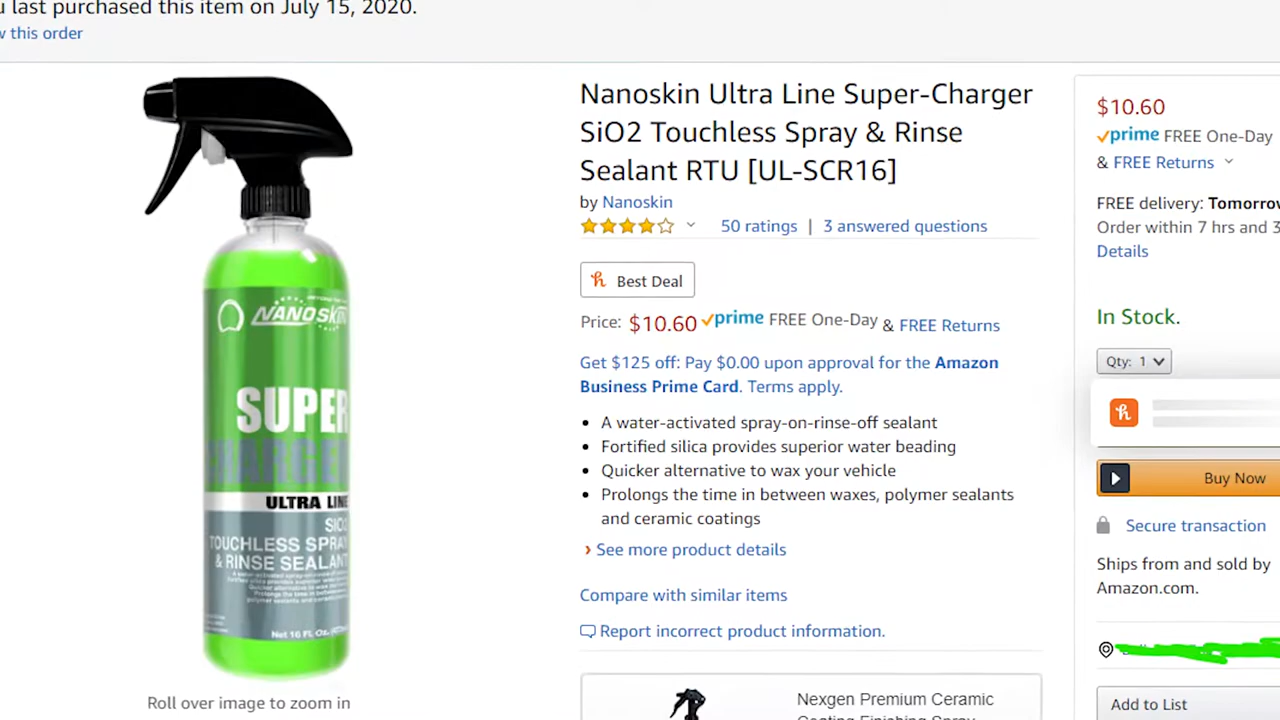 last purchased this item on July 15, 2020.
this order
Nanoskin Ultra Line Super-Charger
SiO2 Touchless Spray & Rinse
Sealant RTU [UL-SCR16]
by Nanoskin
50 ratings | 3 answered questions
Best Deal
Price: $10.60 prime FREE One-Day & FREE Returns
Get $125 off: Pay $0.00 upon approval for the Amazon
Business Prime Card. Terms apply.
• A water-activated spray-on-rinse-off sealant
• Fortified silica provides superior water beading
• Quicker alternative to wax your vehicle
• Prolongs the time in between waxes, polymer sealants
and ceramic coatings
› See more product details
Compare with similar items
Report incorrect product information.
Nexgen Premium Ceramic
Coating Finishing Spray
$10.60
prime FREE One-Day
& FREE Returns
FREE delivery: Tomorrow
Order within 7 hrs and
Details
In Stock.
Qty: 1
Buy Now
Secure transaction
Ships from and sold by
Amazon.com.
Add to List
NANOSKIN
SUPER
CHARGER
ULTRA LINE
SIO2
TOUCHLESS SPRAY
& RINSE SEALANT
Net 16 FL Oz.
Roll over image to zoom in